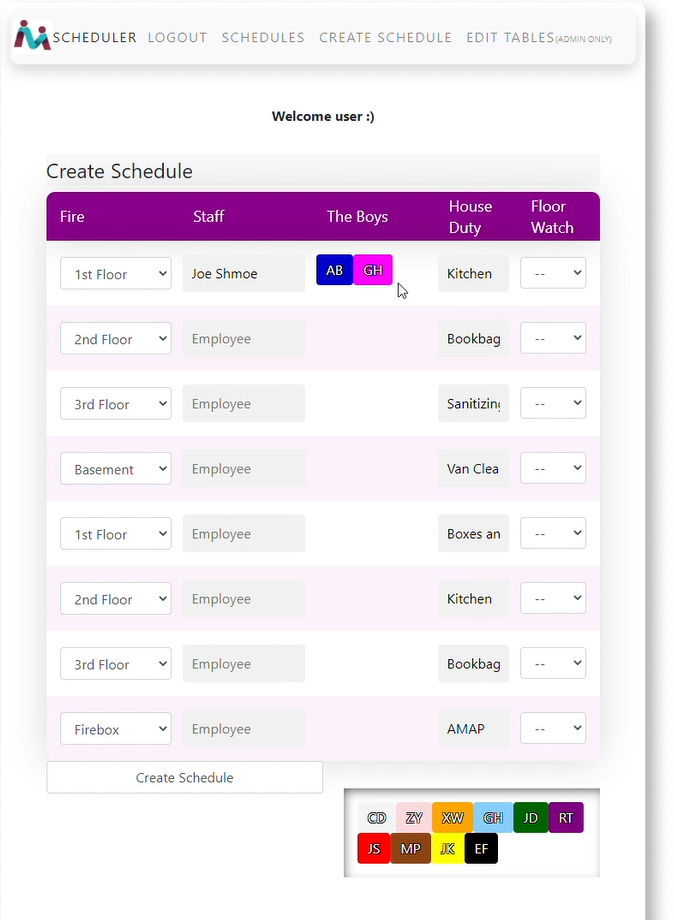 SCHEDULER LOGOUT SCHEDULES CREATE SCHEDULE EDIT TABLES(ADMIN ONLY)
Welcome user :)
Create Schedule
Fire Staff The Boys House Duty Floor Watch
1st Floor Joe Shmoe AB GH Kitchen --
2nd Floor Employee Bookbag --
3rd Floor Employee Sanitizing --
Basement Employee Van Clea --
1st Floor Employee Boxes an --
2nd Floor Employee Kitchen --
3rd Floor Employee Bookbag --
Firebox Employee AMAP --
Create Schedule
CD ZY XW GH JD RT
JS MP JK EF